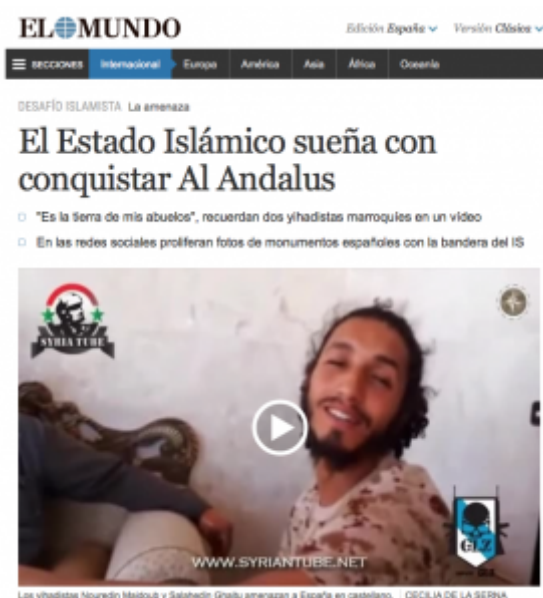 EL MUNDO
Edición España
Versión Clásica
SECCIONES
Internacional
Europa
América
Asia
África
Oceanía
DESAFÍO ISLAMISTA La amenaza
El Estado Islámico sueña con
conquistar Al Andalus
"Es la tierra de mis abuelos", recuerdan dos yihadistas marroquíes en un vídeo
En las redes sociales proliferan fotos de monumentos españoles con la bandera del IS
SYRIA TUBE
GLZ
WWW.SYRIANTUBE.NET
Los yihadistas Nouredin Majdoub y Salahedin Ghaitu amenazan a España en castellano. | CECILIA DE LA SERNA